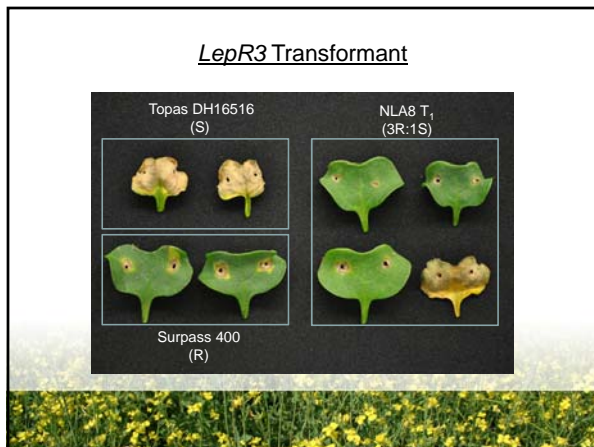 LepR3 Transformant
Topas DH16516
(S)
NLA8 T₁
(3R:1S)
Surpass 400
(R)